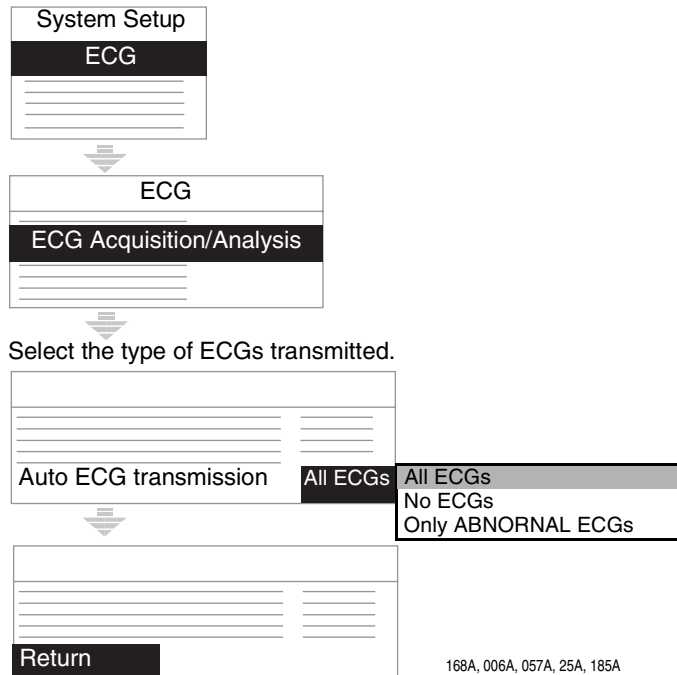 System Setup
ECG
ECG
ECG Acquisition/Analysis
Select the type of ECGs transmitted.
Auto ECG transmission All ECGs All ECGs
No ECGs
Only ABNORNAL ECGs
Return
168A, 006A, 057A, 25A, 185A